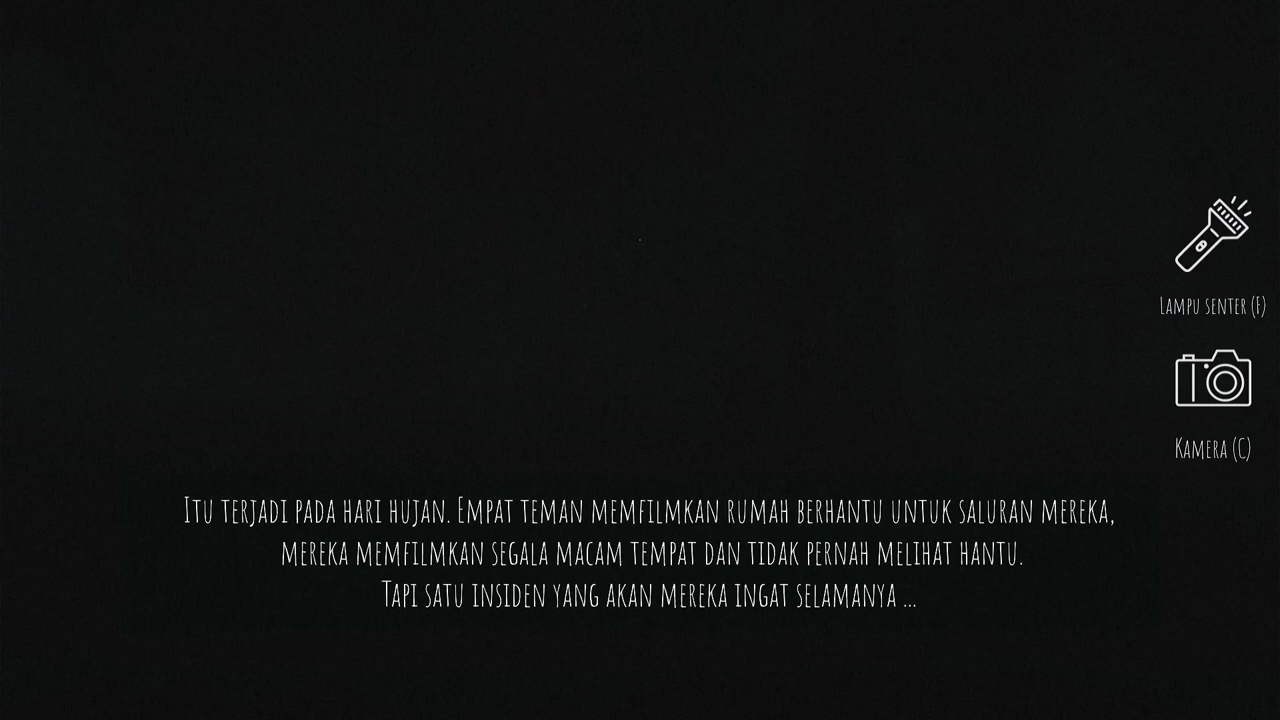 Lampu senter (F)
Kamera (C)
Itu terjadi pada hari hujan. Empat teman memfilmkan rumah berhantu untuk saluran mereka,
mereka memfilmkan segala macam tempat dan tidak pernah melihat hantu.
Tapi satu insiden yang akan mereka ingat selamanya ...